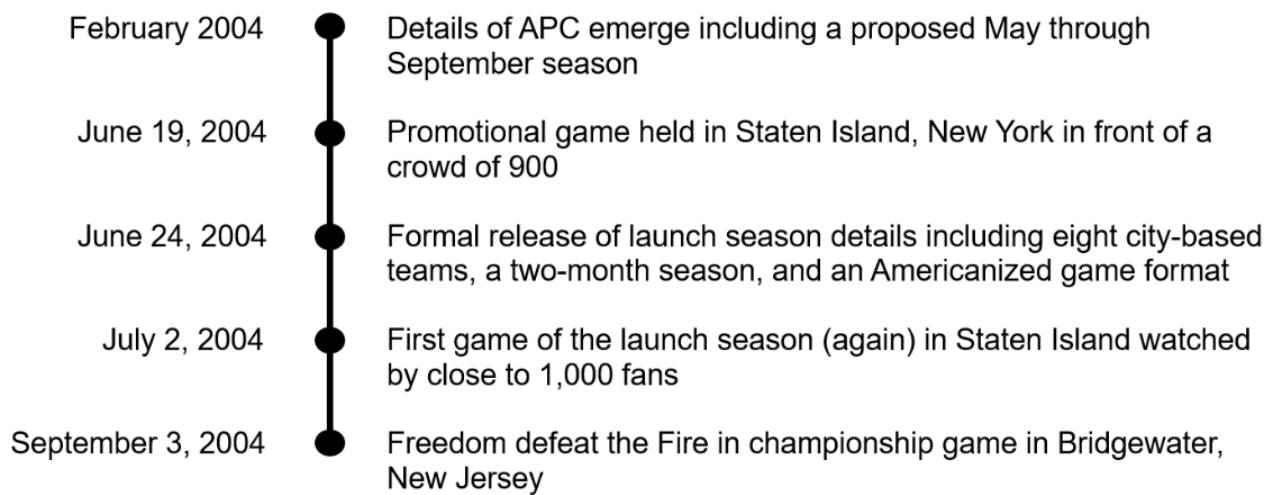 February 2004
Details of APC emerge including a proposed May through
September season
June 19, 2004
Promotional game held in Staten Island, New York in front of a
crowd of 900
June 24, 2004
Formal release of launch season details including eight city-based
teams, a two-month season, and an Americanized game format
July 2, 2004
First game of the launch season (again) in Staten Island watched
by close to 1,000 fans
September 3, 2004
Freedom defeat the Fire in championship game in Bridgewater,
New Jersey